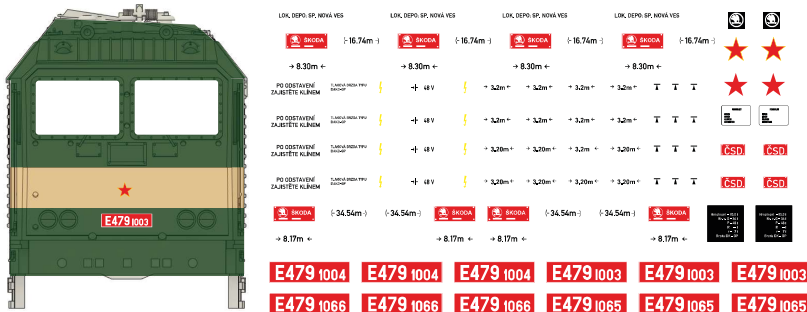 LOK, DEPO: SP, NOVÁ VES LOK, DEPO: SP, NOVÁ VES LOK, DEPO: SP, NOVÁ VES LOK, DEPO: SP, NOVÁ VES
ŠKODA (-16.74m-) ŠKODA (-16.74m-) ŠKODA (-16.74m-) ŠKODA (-16.74m-)
→ 8.30m ← → 8.30m ← → 8.30m ← → 8.30m ←
PO ODSTAVENÍ
ZAJISTĚTE KLÍNEM
48 V → 3.2m ← → 3.2m ← → 3.2m ← → 3.2m ←
PO ODSTAVENÍ
ZAJISTĚTE KLÍNEM
48 V → 3.2m ← → 3.2m ← → 3.2m ← → 3.2m ←
PO ODSTAVENÍ
ZAJISTĚTE KLÍNEM
48 V → 3.20m ← → 3.20m ← → 3.2m ← → 3.20m ←
ČSD ČSD
PO ODSTAVENÍ
ZAJISTĚTE KLÍNEM
48 V → 3.20m ← → 3.20m ← → 3.20m ← → 3.20m ←
ČSD ČSD
ŠKODA (-34.54m-) (-34.54m-) ŠKODA ŠKODA (-34.54m-) (-34.54m-) ŠKODA
→ 8.17m ← → 8.17m ← → 8.17m ← → 8.17m ←
E479 1003
E479 1004 E479 1004 E479 1004 E479 1003 E479 1003 E479 1003
E479 1066 E479 1066 E479 1066 E479 1065 E479 1065 E479 1065